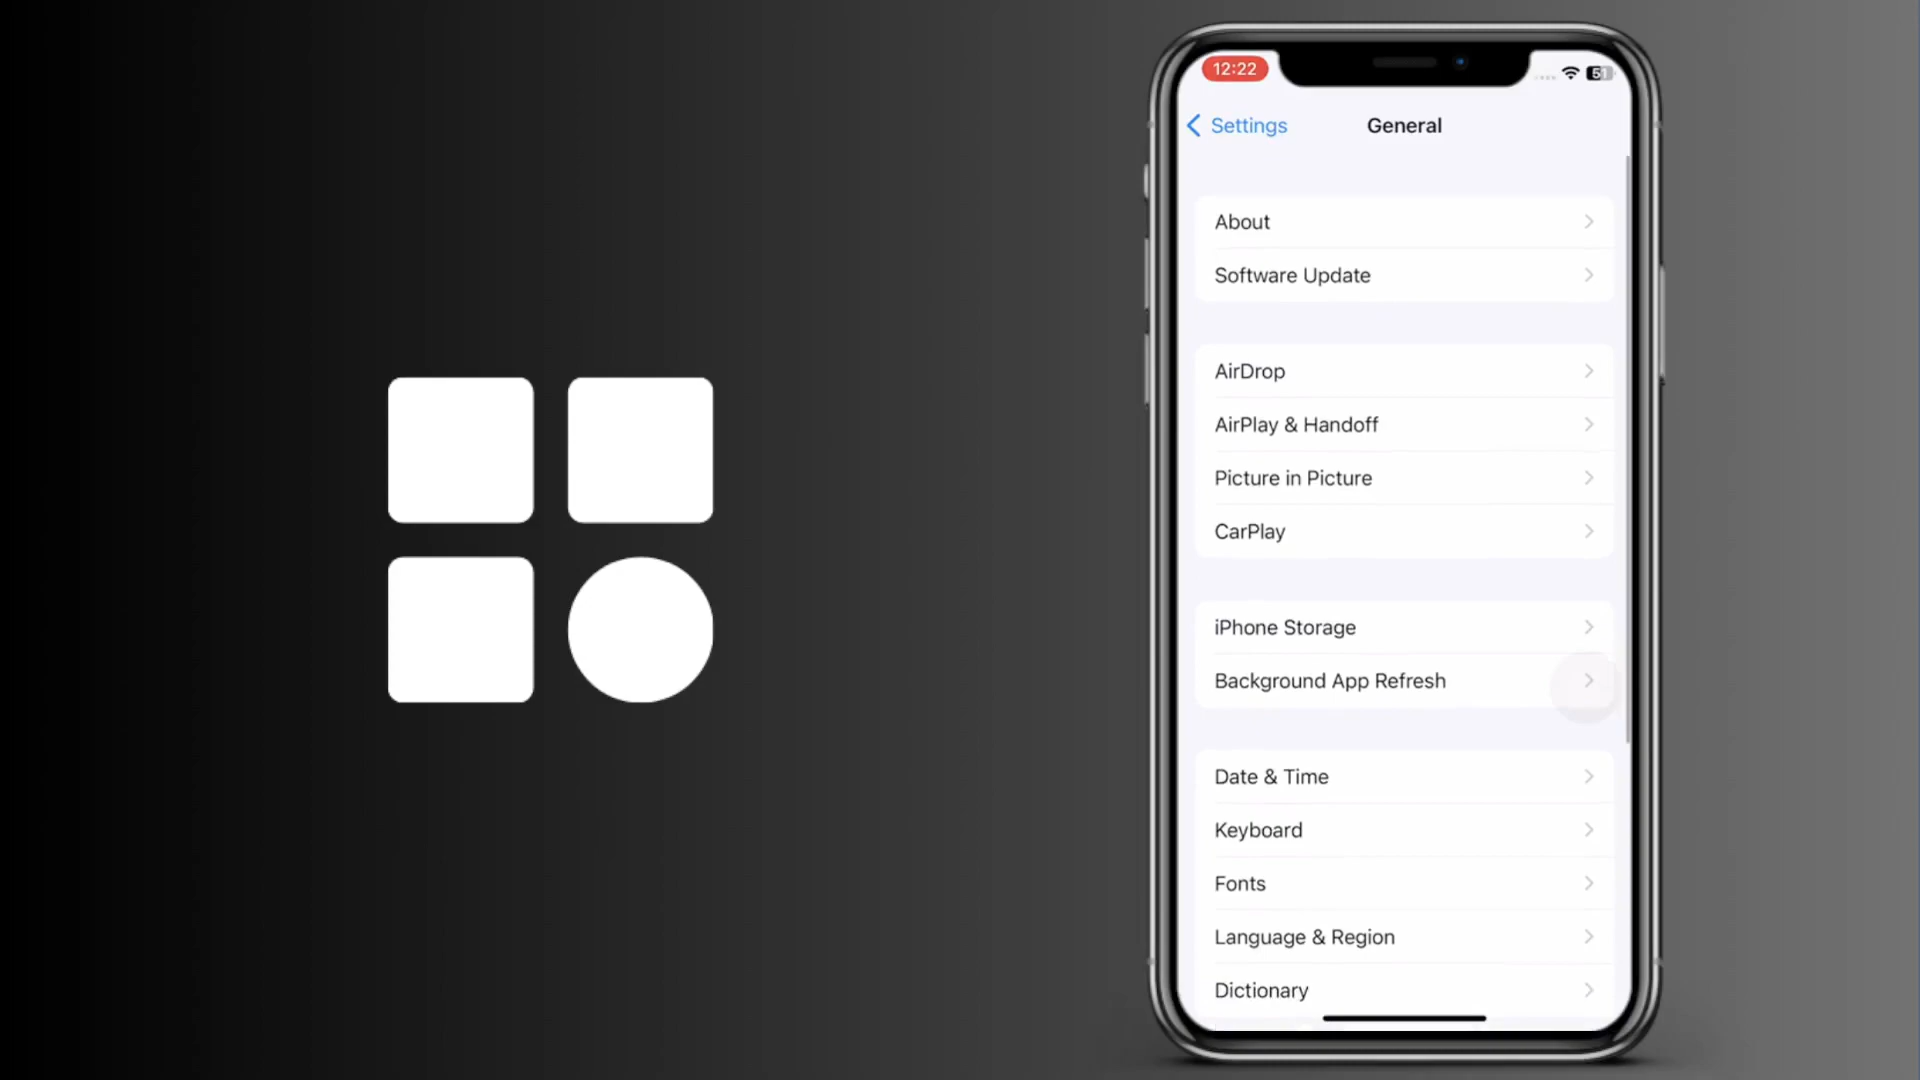 12:22
51
Settings
General
About
Software Update
AirDrop
AirPlay & Handoff
Picture in Picture
CarPlay
iPhone Storage
Background App Refresh
Date & Time
Keyboard
Fonts
Language & Region
Dictionary